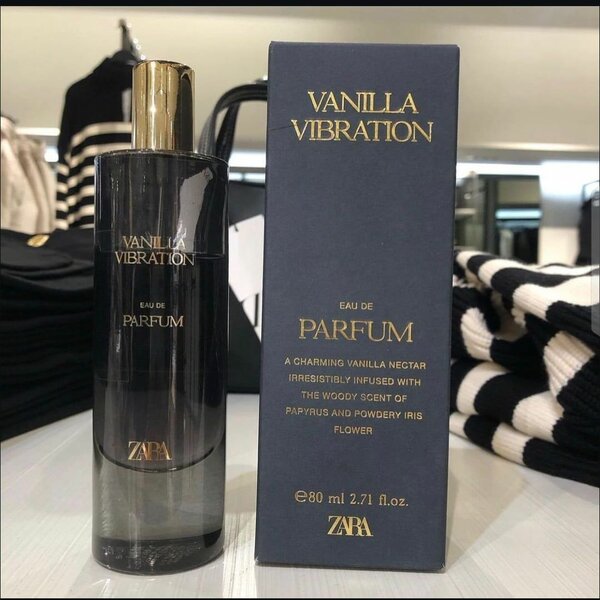 VANILLA
VIBRATION
EAU DE
PARFUM
ZARA
VANILLA
VIBRATION
EAU DE
PARFUM
A CHARMING VANILLA NECTAR
IRRESISTIBLY INFUSED WITH
THE WOODY SCENT OF
PAPYRUS AND POWDERY IRIS
FLOWER
℮80 ml 2.71 fl.oz.
ZARA